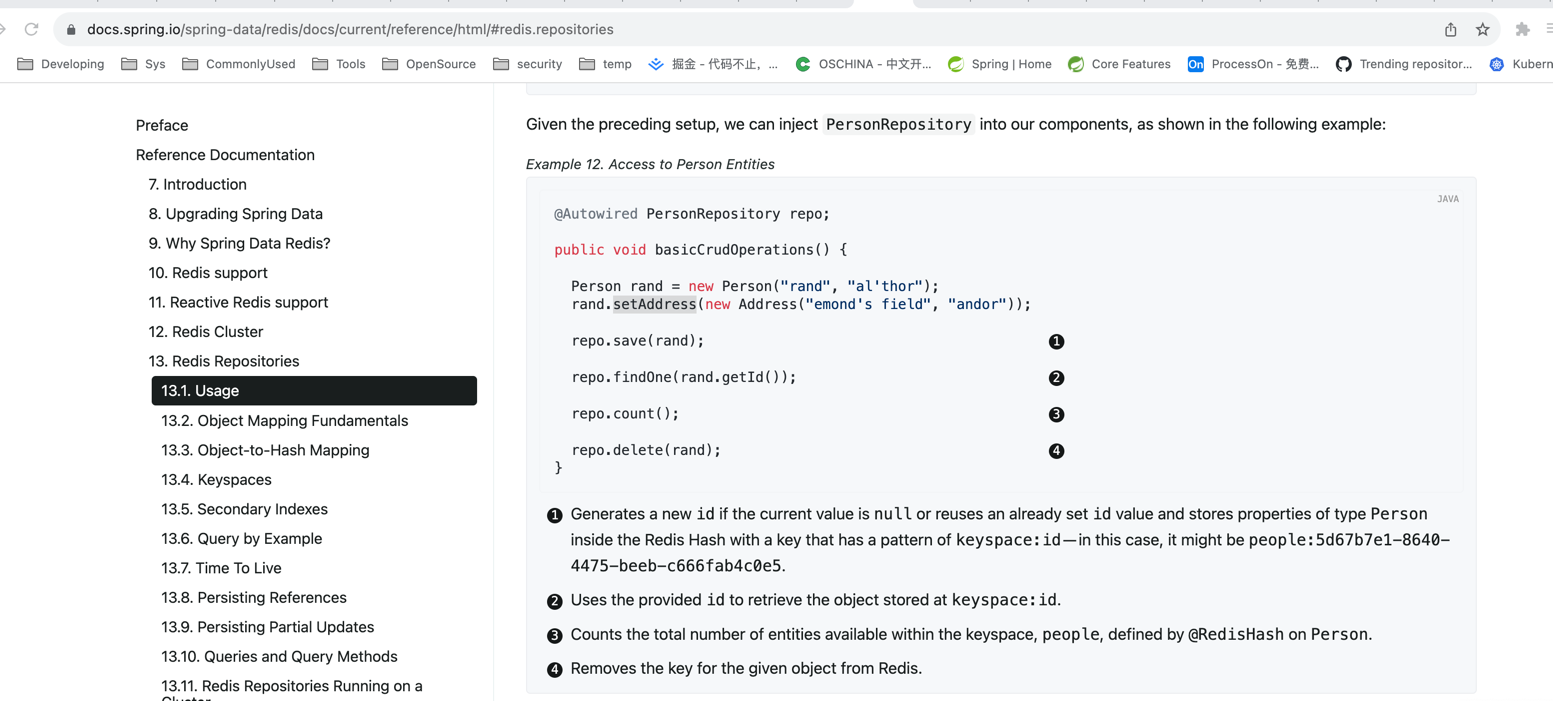 docs.spring.io/spring-data/redis/docs/current/reference/html/#redis.repositories
Developing Sys CommonlyUsed Tools OpenSource security temp 掘金 - 代码不止，... OSCHINA - 中文开... Spring | Home Core Features On ProcessOn - 免费... Trending repositor... Kubern
Preface
Reference Documentation
7. Introduction
8. Upgrading Spring Data
9. Why Spring Data Redis?
10. Redis support
11. Reactive Redis support
12. Redis Cluster
13. Redis Repositories
13.1. Usage
13.2. Object Mapping Fundamentals
13.3. Object-to-Hash Mapping
13.4. Keyspaces
13.5. Secondary Indexes
13.6. Query by Example
13.7. Time To Live
13.8. Persisting References
13.9. Persisting Partial Updates
13.10. Queries and Query Methods
13.11. Redis Repositories Running on a
Cluster
Given the preceding setup, we can inject PersonRepository into our components, as shown in the following example:
Example 12. Access to Person Entities
JAVA
@Autowired PersonRepository repo;
public void basicCrudOperations() {
Person rand = new Person("rand", "al'thor");
rand.setAddress(new Address("emond's field", "andor"));
repo.save(rand); 1
repo.findOne(rand.getId()); 2
repo.count(); 3
repo.delete(rand); 4
}
1 Generates a new id if the current value is null or reuses an already set id value and stores properties of type Person
inside the Redis Hash with a key that has a pattern of keyspace:id — in this case, it might be people:5d67b7e1-8640-
4475-beeb-c666fab4c0e5.
2 Uses the provided id to retrieve the object stored at keyspace:id.
3 Counts the total number of entities available within the keyspace, people, defined by @RedisHash on Person.
4 Removes the key for the given object from Redis.